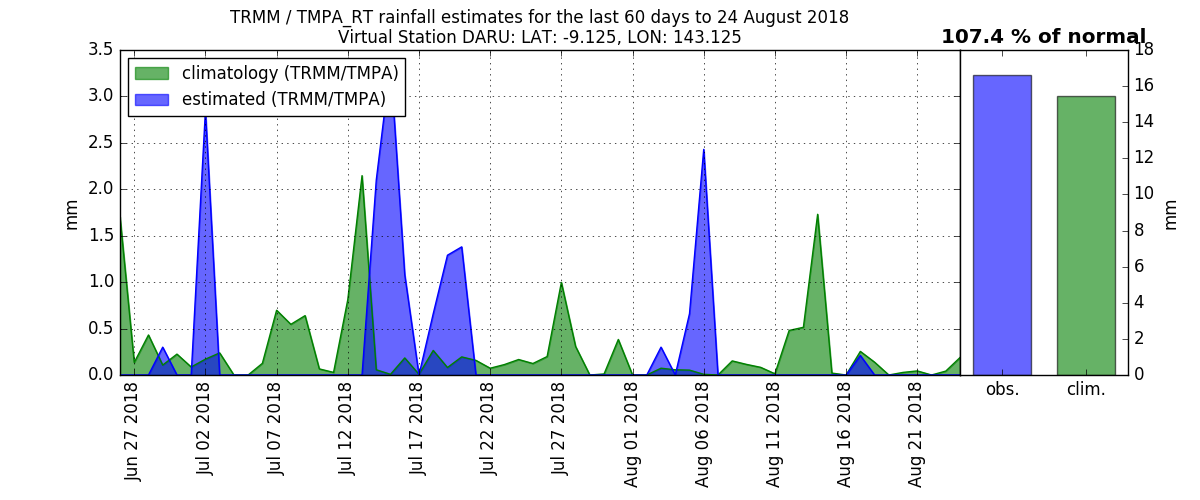 TRMM / TMPA_RT rainfall estimates for the last 60 days to 24 August 2018
Virtual Station DARU: LAT: -9.125, LON: 143.125
107.4 % of normal
climatology (TRMM/TMPA)
estimated (TRMM/TMPA)
3.5
3.0
2.5
2.0
1.5
1.0
0.5
0.0
mm
Jun 27 2018
Jul 02 2018
Jul 07 2018
Jul 12 2018
Jul 17 2018
Jul 22 2018
Jul 27 2018
Aug 01 2018
Aug 06 2018
Aug 11 2018
Aug 16 2018
Aug 21 2018
18
16
14
12
10
8
6
4
2
0
mm
obs.
clim.